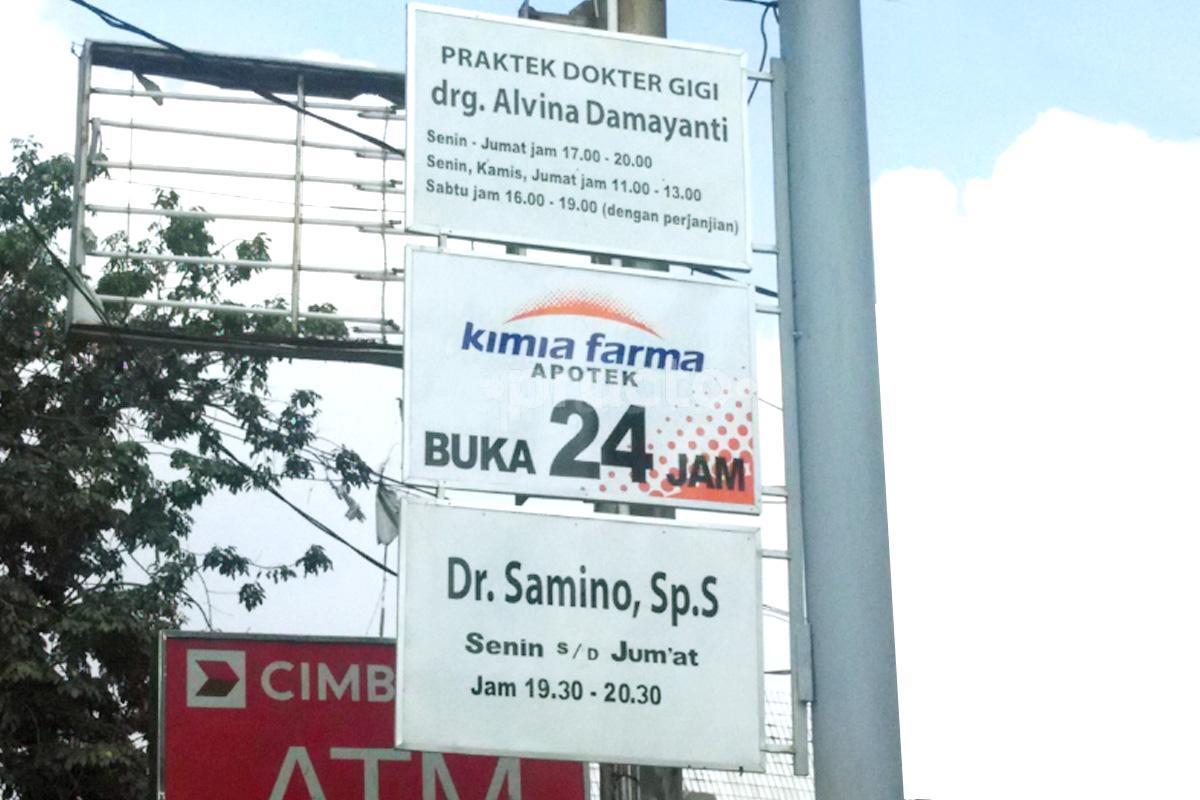 PRAKTEK DOKTER GIGI
drg. Alvina Damayanti
Senin - Jumat jam 17.00 - 20.00
Senin, Kamis, Jumat jam 11.00 - 13.00
Sabtu jam 16.00 - 19.00 (dengan perjanjian)
kimia farma
APOTEK
BUKA 24 JAM
Dr. Samino, Sp.S
Senin S/D Jum'at
Jam 19.30 - 20.30
CIMB
ATM